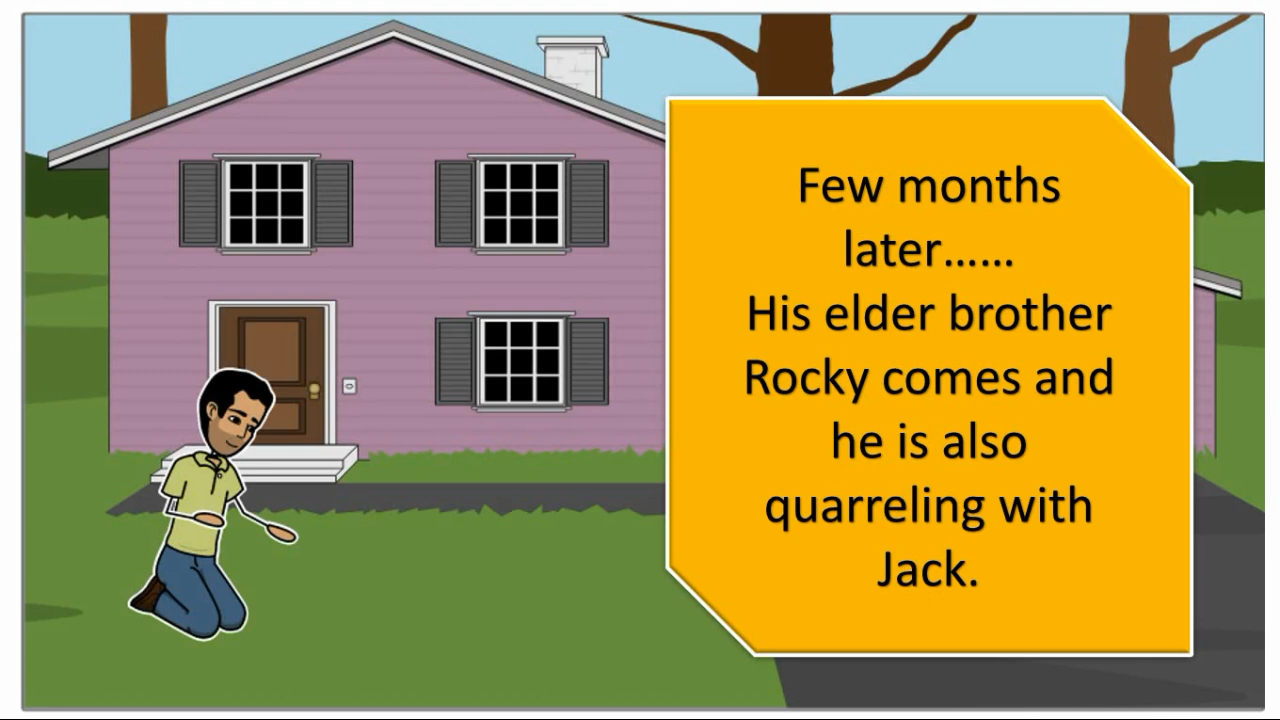 Few months
later......
His elder brother
Rocky comes and
he is also
quarreling with
Jack.